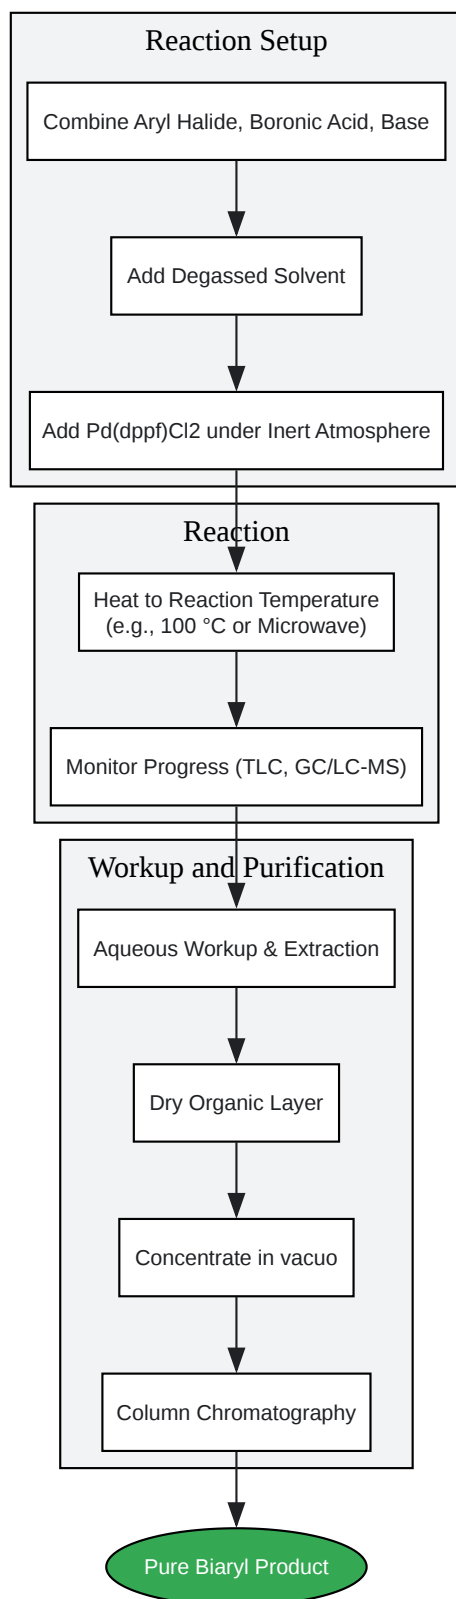 Reaction Setup
Combine Aryl Halide, Boronic Acid, Base
Add Degassed Solvent
Add Pd(dppf)Cl2 under Inert Atmosphere
Reaction
Heat to Reaction Temperature
(e.g., 100 °C or Microwave)
Monitor Progress (TLC, GC/LC-MS)
Workup and Purification
Aqueous Workup & Extraction
Dry Organic Layer
Concentrate in vacuo
Column Chromatography
Pure Biaryl Product